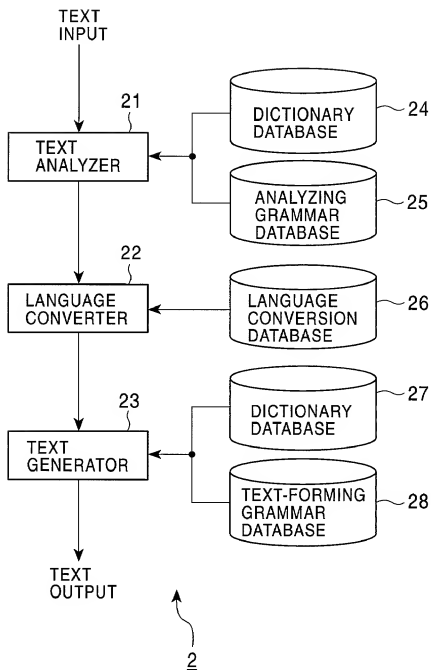 TEXT
INPUT
21
TEXT
ANALYZER
DICTIONARY
DATABASE
24
ANALYZING
GRAMMAR
DATABASE
25
22
LANGUAGE
CONVERTER
LANGUAGE
CONVERSION
DATABASE
26
23
TEXT
GENERATOR
DICTIONARY
DATABASE
27
TEXT-FORMING
GRAMMAR
DATABASE
28
TEXT
OUTPUT
2